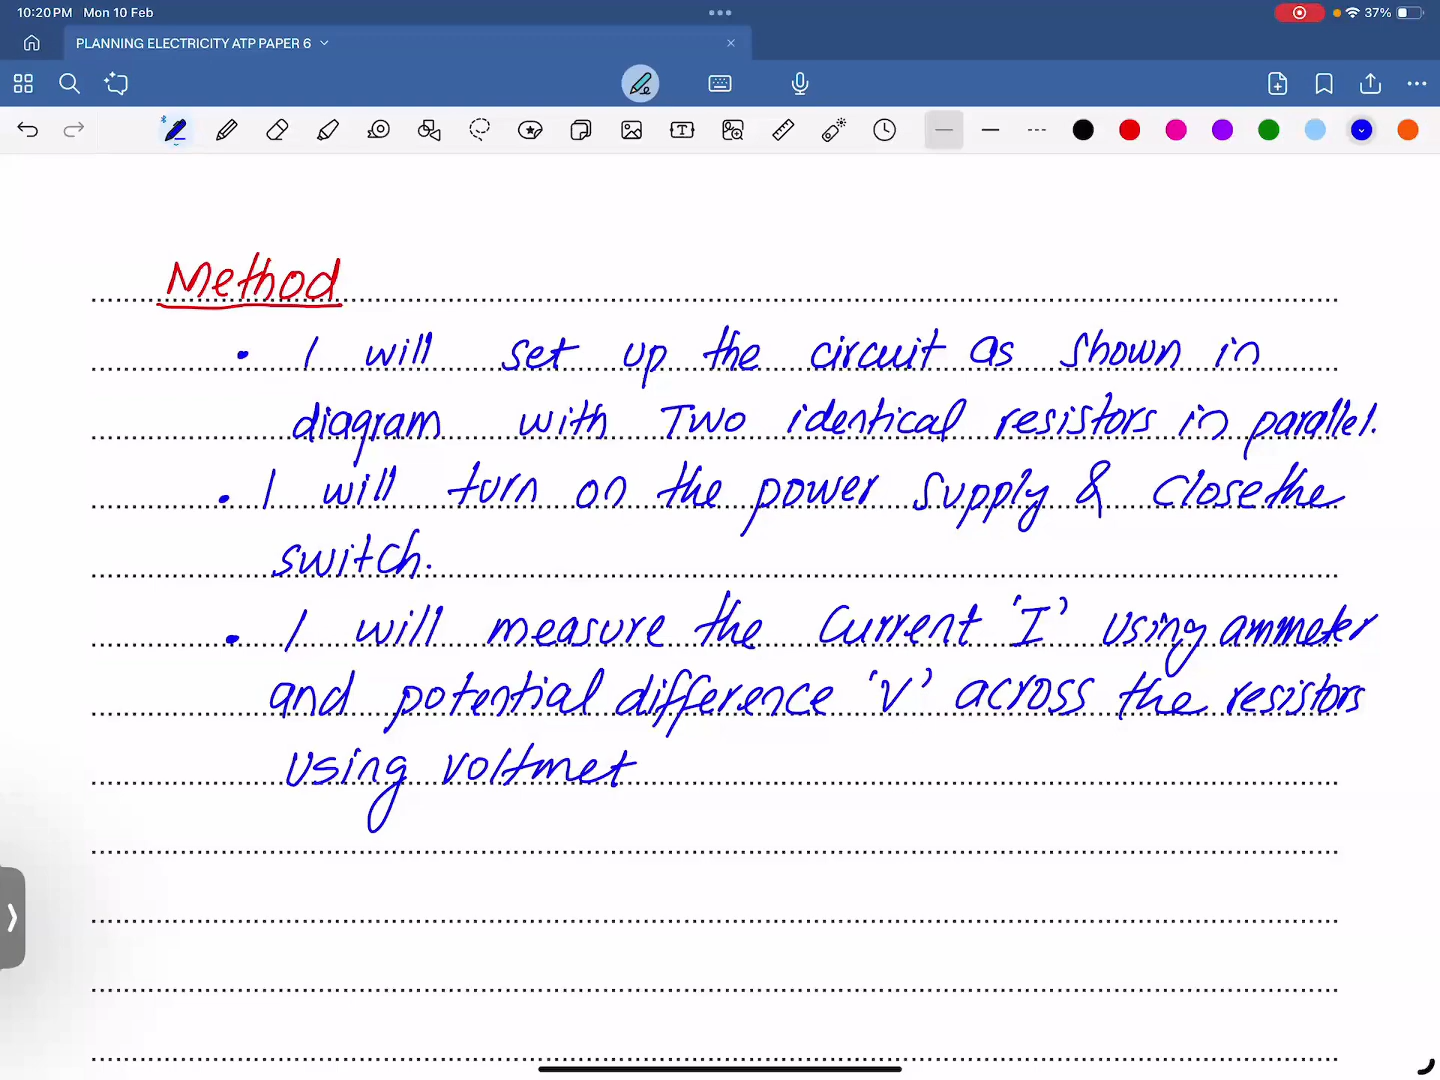 10:20 PM Mon 10 Feb
37%
PLANNING ELECTRICITY ATP PAPER 6
Method
• I will set up the circuit as shown in
diagram with Two identical resistors in parallel.
• I will turn on the power supply & close the
switch.
• I will measure the current 'I' using ammeter
and potential difference 'V' across the resistors
using voltmet